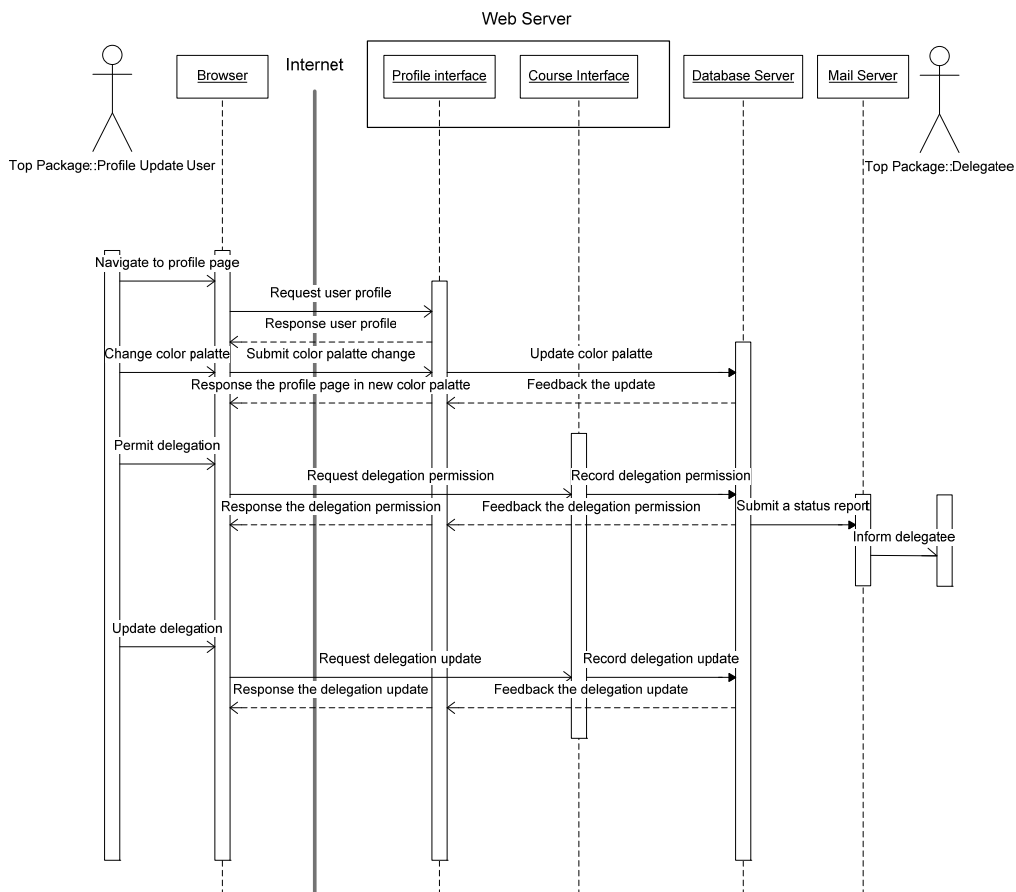 Web Server
Internet
Browser
Profile interface
Course Interface
Database Server
Mail Server
Top Package::Profile Update User
Top Package::Delegatee
Navigate to profile page
Request user profile
Response user profile
Change color palatte
Submit color palatte change
Update color palatte
Response the profile page in new color palatte
Feedback the update
Permit delegation
Request delegation permission
Record delegation permission
Response the delegation permission
Feedback the delegation permission
Submit a status report
Inform delegatee
Update delegation
Request delegation update
Record delegation update
Response the delegation update
Feedback the delegation update